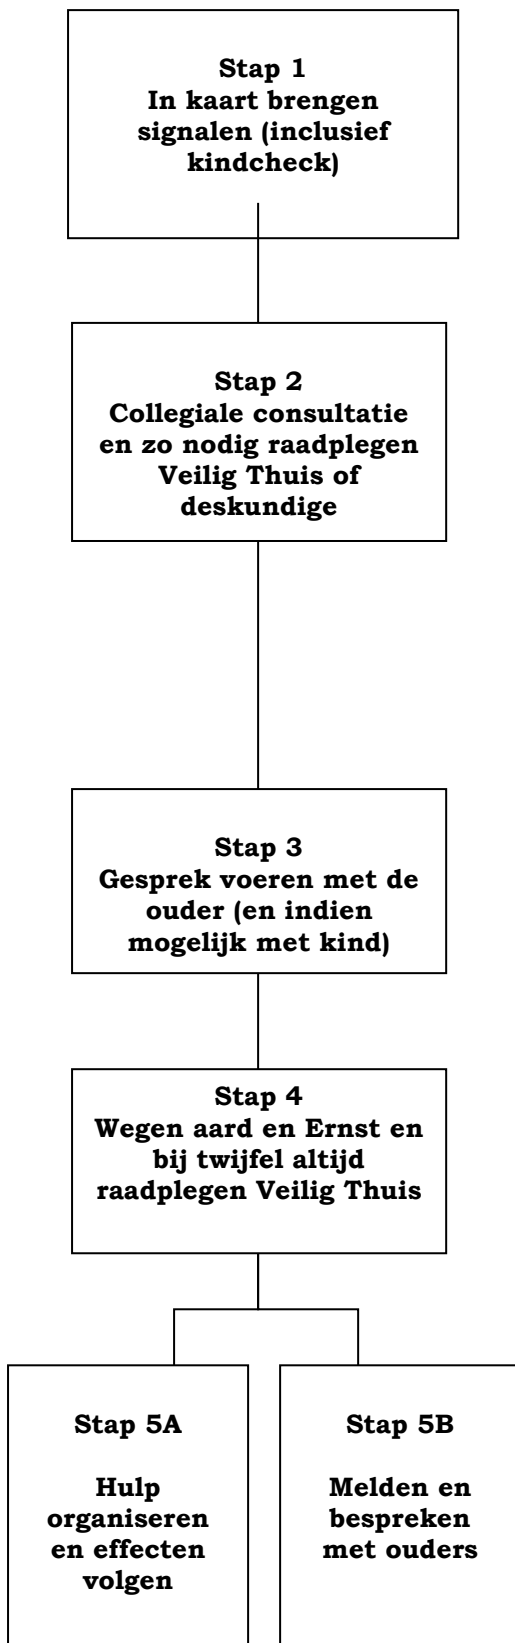 Stap 1
In kaart brengen
signalen (inclusief
kindcheck)
Stap 2
Collegiale consultatie
en zo nodig raadplegen
Veilig Thuis of
deskundige
Stap 3
Gesprek voeren met de
ouder (en indien
mogelijk met kind)
Stap 4
Wegen aard en Ernst en
bij twijfel altijd
raadplegen Veilig Thuis
Stap 5A
Hulp
organiseren
en effecten
volgen
Stap 5B
Melden en
bespreken
met ouders